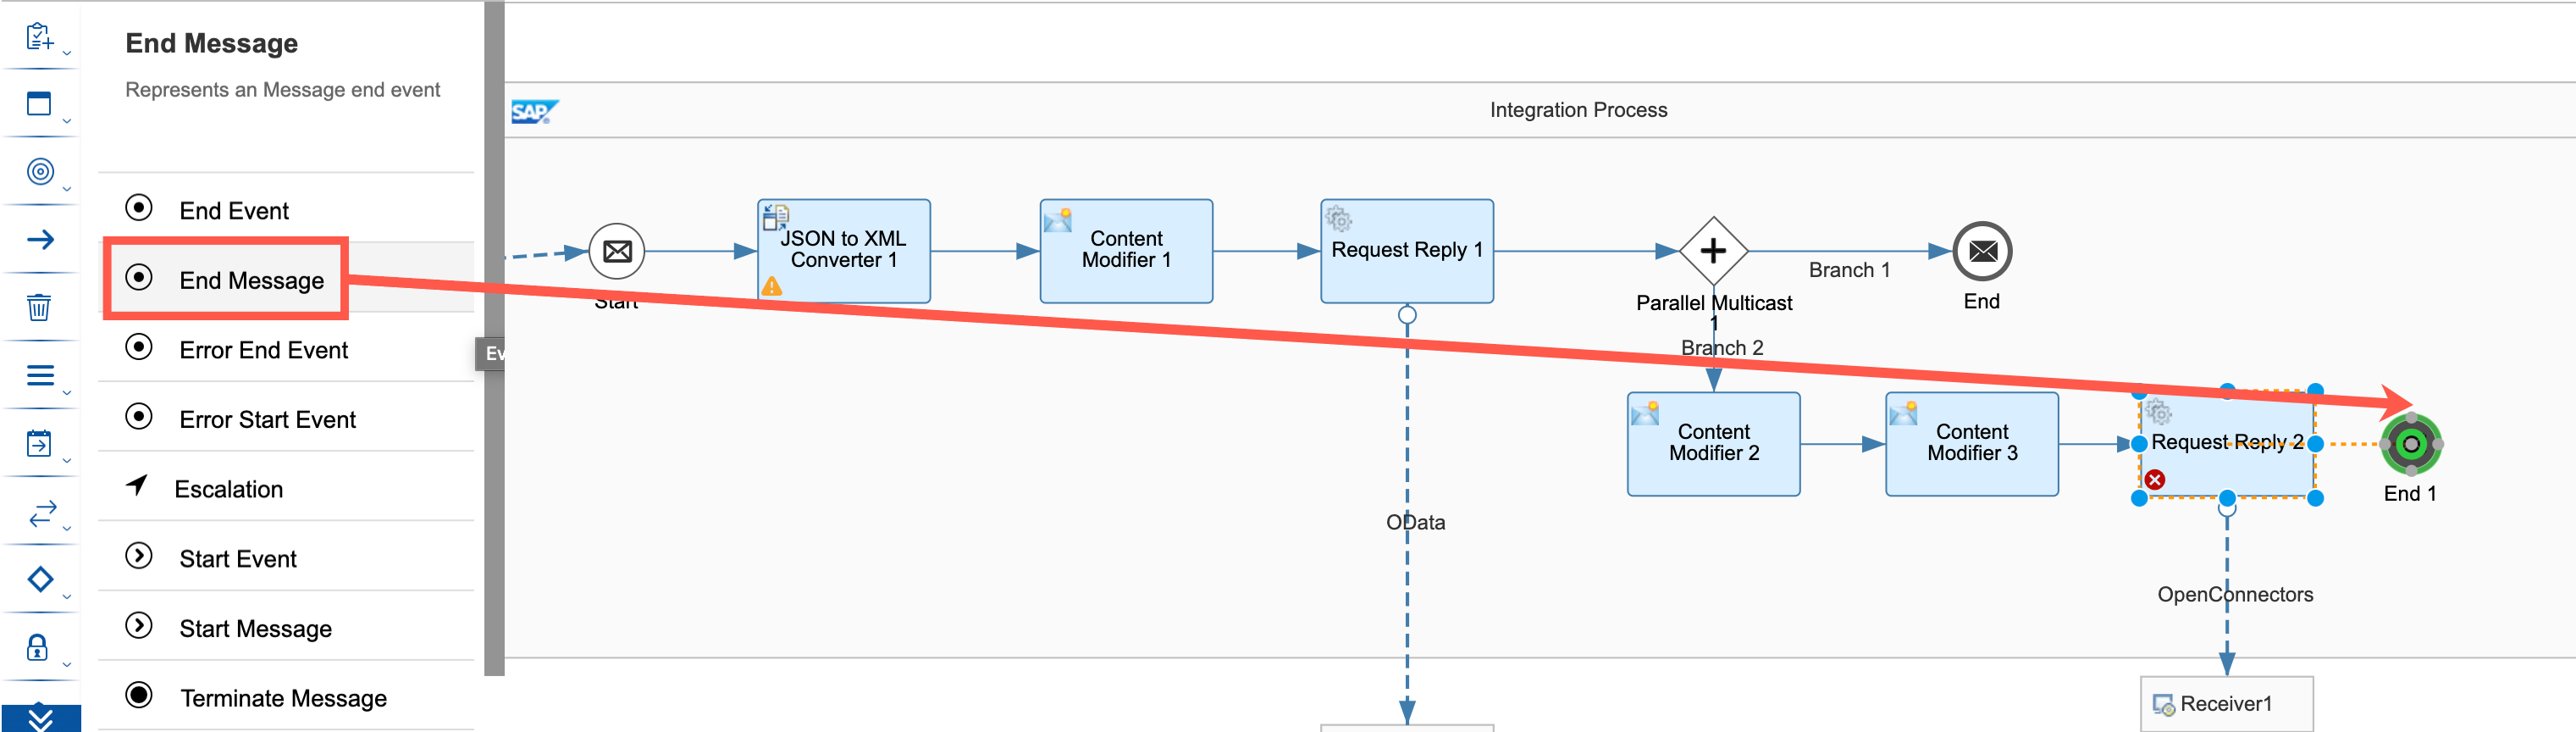 End Message
Represents an Message end event
End Event
End Message
Error End Event
Error Start Event
Escalation
Start Event
Start Message
Terminate Message
Ev
SAP
Integration Process
Start
JSON to XML
Converter 1
Content
Modifier 1
Request Reply 1
Parallel Multicast
1
Branch 1
End
Branch 2
Content
Modifier 2
Content
Modifier 3
Request Reply 2
End 1
OData
OpenConnectors
Receiver1